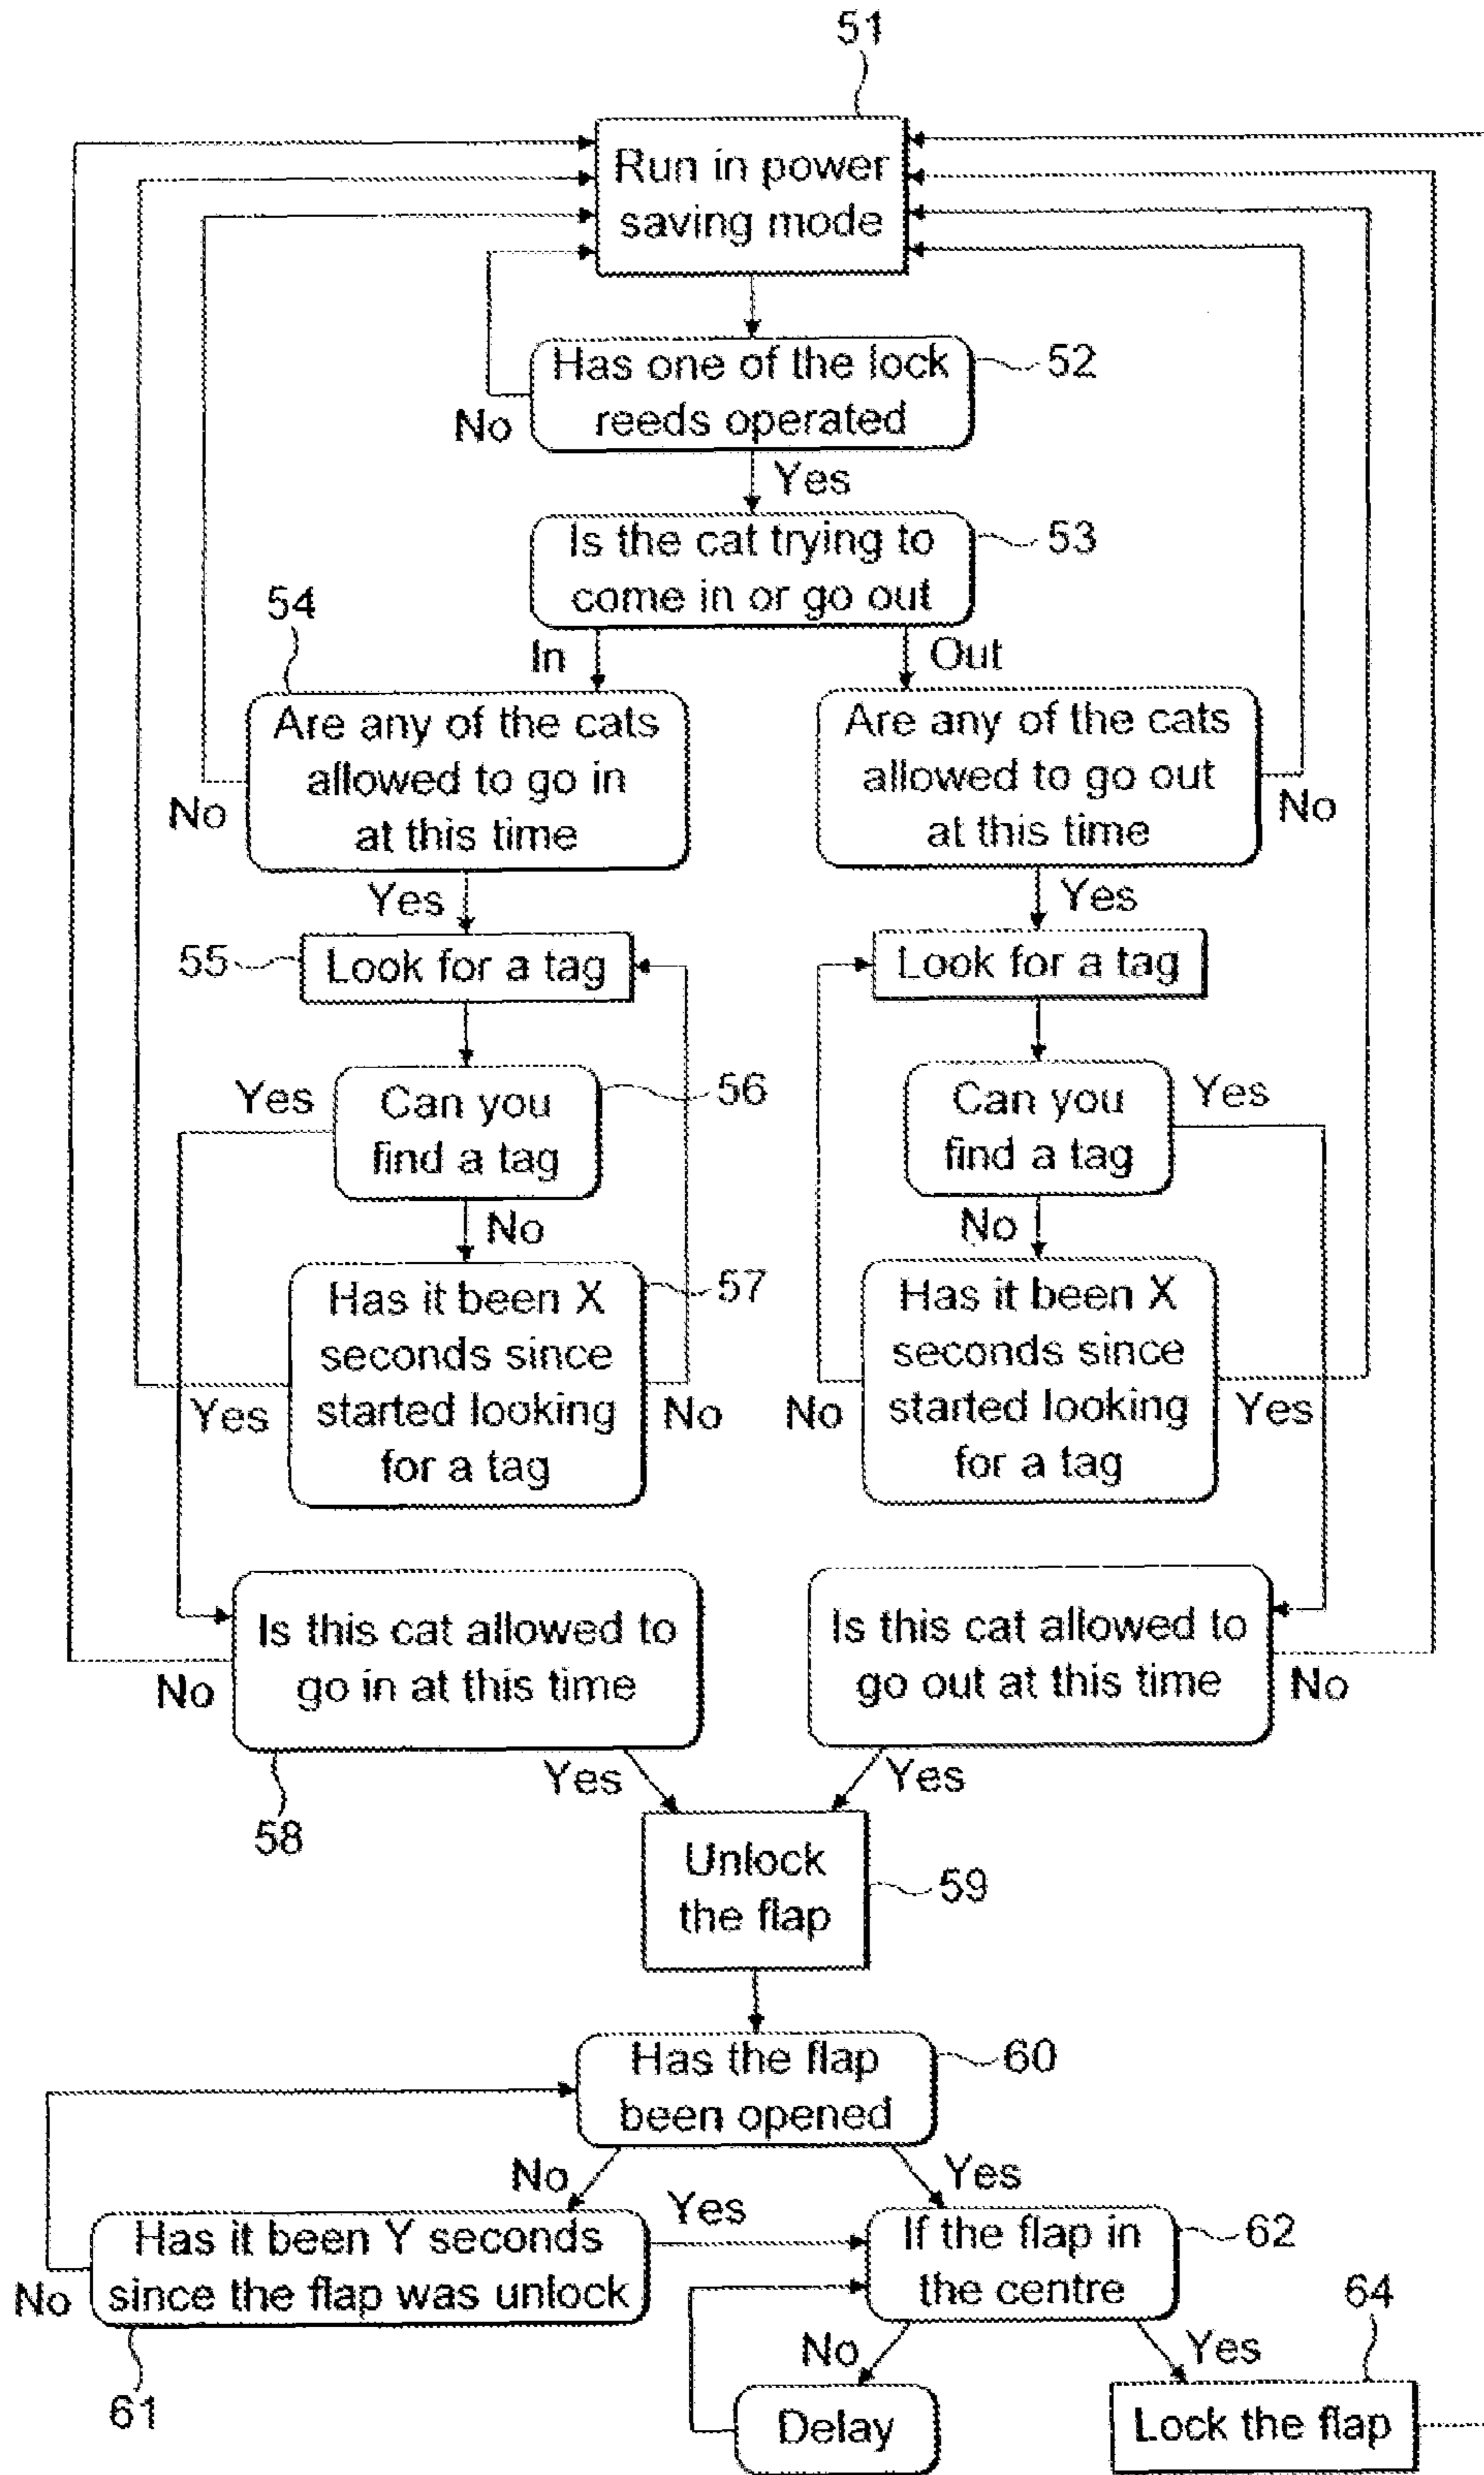 51
Run in power
saving mode
Has one of the lock
reeds operated
52
No
Yes
Is the cat trying to
come in or go out
53
54
In
Out
Are any of the cats
allowed to go in
at this time
No
Are any of the cats
allowed to go out
at this time
No
Yes
Yes
55
Look for a tag
Look for a tag
Yes
Can you
find a tag
56
Can you
find a tag
Yes
No
No
Has it been X
seconds since
started looking
for a tag
57
Yes
No
Has it been X
seconds since
started looking
for a tag
No
Yes
Is this cat allowed to
go in at this time
No
Is this cat allowed to
go out at this time
No
58
Yes
Yes
Unlock
the flap
59
Has the flap
been opened
60
No
Yes
Has it been Y seconds
since the flap was unlock
No
61
Yes
If the flap in
the centre
62
No
Yes
64
Delay
Lock the flap